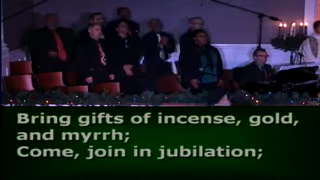 Bring gifts of incense, gold,
and myrrh;
Come, join in jubilation;